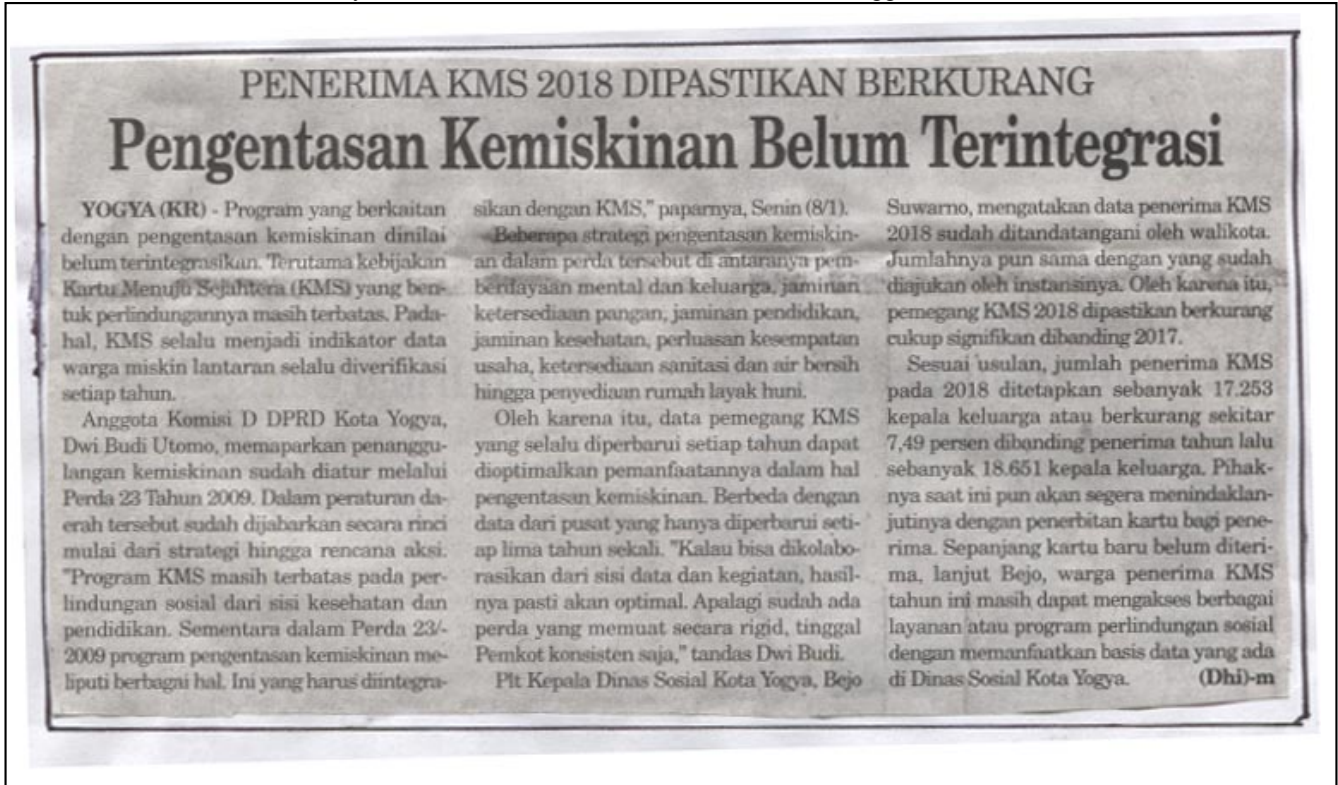 PENERIMA KMS 2018 DIPASTIKAN BERKURANG
Pengentasan Kemiskinan Belum Terintegrasi
YOGYA (KR) - Program yang berkaitan
dengan pengentasan kemiskinan dinilai
belum terintegrasikan. Terutama kebijakan
Kartu Menuju Sejahtera (KMS) yang ben-
tuk perlindungannya masih terbatas. Pada-
hal, KMS selalu menjadi indikator data
warga miskin lantaran selalu diverifikasi
setiap tahun.
Anggota Komisi D DPRD Kota Yogya,
Dwi Budi Utomo, memaparkan penanggu-
langan kemiskinan sudah diatur melalui
Perda 23 Tahun 2009. Dalam peraturan da-
erah tersebut sudah dijabarkan secara rinci
mulai dari strategi hingga rencana aksi.
"Program KMS masih terbatas pada per-
lindungan sosial dari sisi kesehatan dan
pendidikan. Sementara dalam Perda 23/-
2009 program pengentasan kemiskinan me-
liputi berbagai hal. Ini yang harus diintegra-
sikan dengan KMS," paparnya, Senin (8/1).
Beberapa strategi pengentasan kemiskin-
an dalam perda tersebut di antaranya pem-
berdayaan mental dan keluarga, jaminan
ketersediaan pangan, jaminan pendidikan,
jaminan kesehatan, perluasan kesempatan
usaha, ketersediaan sanitasi dan air bersih
hingga penyediaan rumah layak huni.
Oleh karena itu, data pemegang KMS
yang selalu diperbarui setiap tahun dapat
dioptimalkan pemanfaatannya dalam hal
pengentasan kemiskinan. Berbeda dengan
data dari pusat yang hanya diperbarui seti-
ap lima tahun sekali. "Kalau bisa dikolabo-
rasikan dari sisi data dan kegiatan, hasil-
nya pasti akan optimal. Apalagi sudah ada
perda yang memuat secara rigid, tinggal
Pemkot konsisten saja," tandas Dwi Budi.
Plt Kepala Dinas Sosial Kota Yogya, Bejo
Suwarno, mengatakan data penerima KMS
2018 sudah ditandatangani oleh walikota.
Jumlahnya pun sama dengan yang sudah
diajukan oleh instansinya. Oleh karena itu,
pemegang KMS 2018 dipastikan berkurang
cukup signifikan dibanding 2017.
Sesuai usulan, jumlah penerima KMS
pada 2018 ditetapkan sebanyak 17.253
kepala keluarga atau berkurang sekitar
7,49 persen dibanding penerima tahun lalu
sebanyak 18.651 kepala keluarga. Pihak-
nya saat ini pun akan segera menindaklan-
jutinya dengan penerbitan kartu bagi pene-
rima. Sepanjang kartu baru belum diteri-
ma, lanjut Bejo, warga penerima KMS
tahun ini masih dapat mengakses berbagai
layanan atau program perlindungan sosial
dengan memanfaatkan basis data yang ada
di Dinas Sosial Kota Yogya. (Dhi)-m